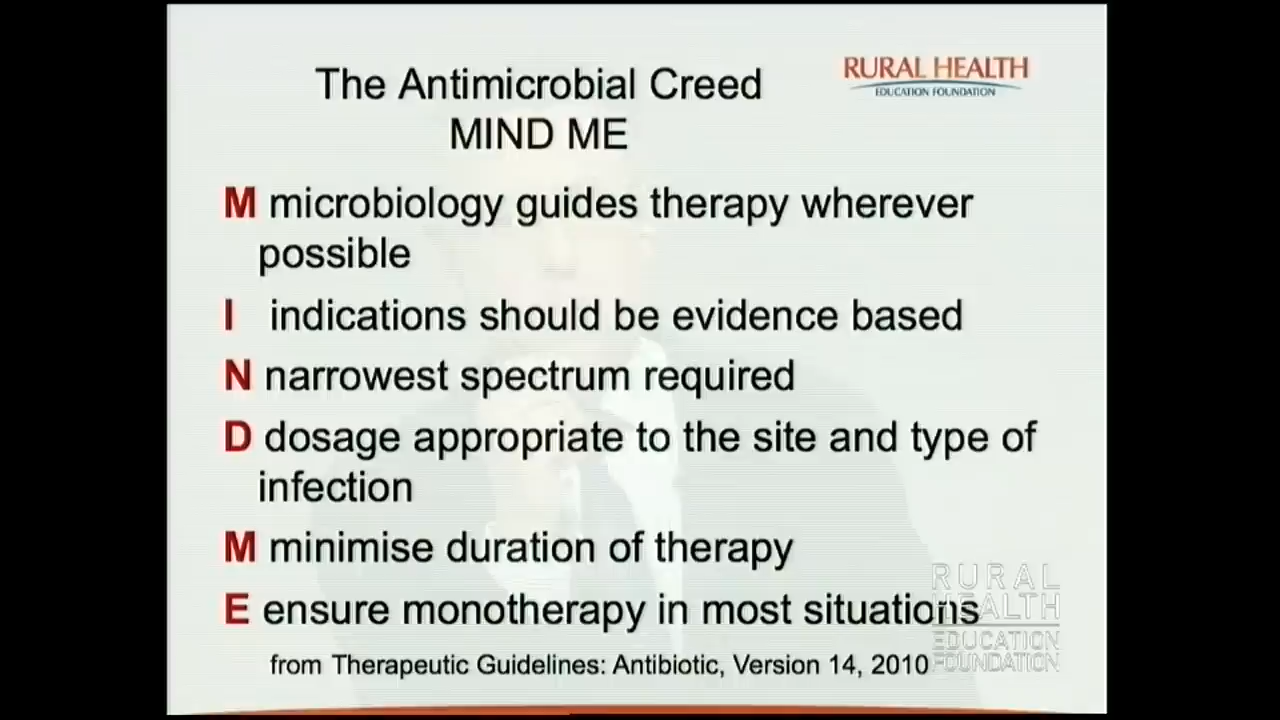 The Antimicrobial Creed
MIND ME
RURAL HEALTH
EDUCATION FOUNDATION
M microbiology guides therapy wherever
possible
I indications should be evidence based
N narrowest spectrum required
D dosage appropriate to the site and type of
infection
M minimise duration of therapy
E ensure monotherapy in most situations
from Therapeutic Guidelines: Antibiotic, Version 14, 2010
RURAL
HEALTH
EDUCATION
FOUNDATION